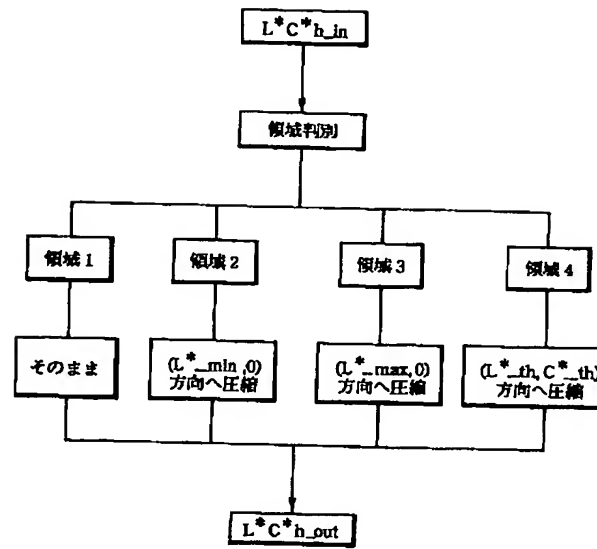 L*C*h_in
領域判別
領域1
領域2
領域3
領域4
そのまま
(L*_min,0)
方向へ圧縮
(L*_max,0)
方向へ圧縮
(L*_th,C*_th)
方向へ圧縮
L*C*h_out